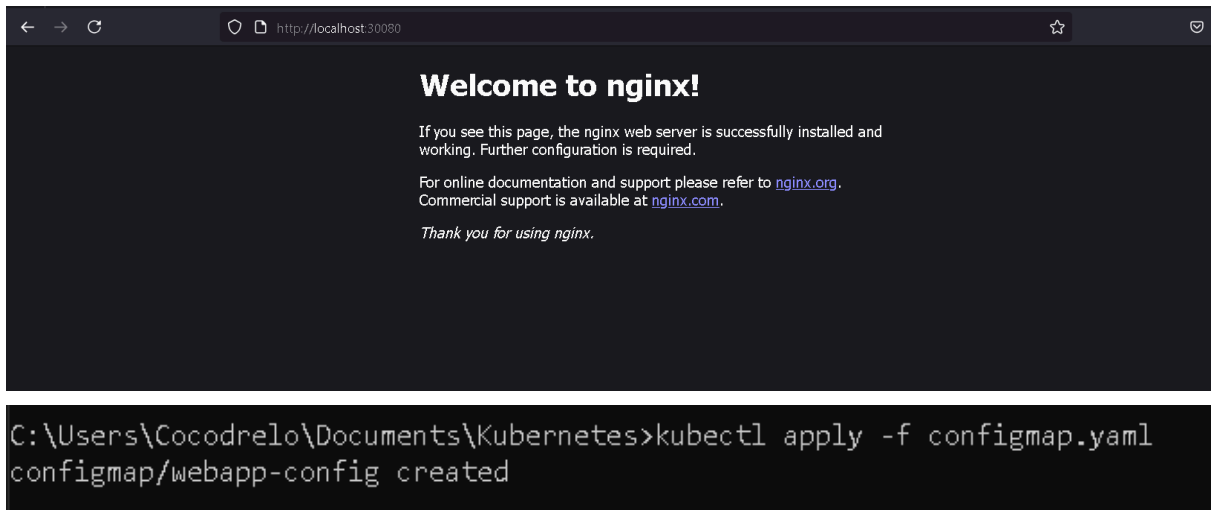 http://localhost:30080
Welcome to nginx!
If you see this page, the nginx web server is successfully installed and
working. Further configuration is required.
For online documentation and support please refer to nginx.org.
Commercial support is available at nginx.com.
Thank you for using nginx.
C:\Users\Cocodrelo\Documents\Kubernetes>kubectl apply -f configmap.yaml
configmap/webapp-config created